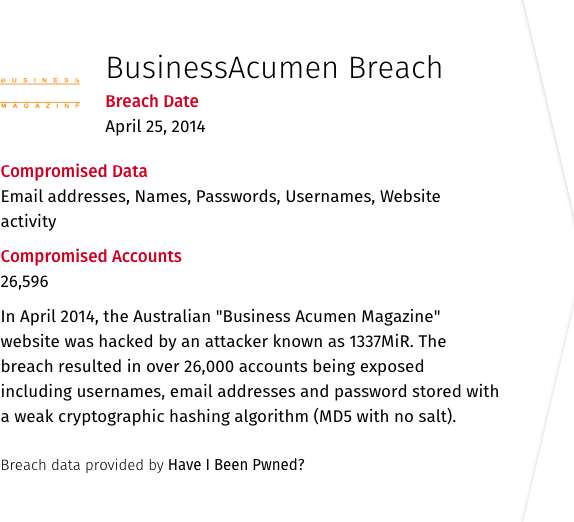 BusinessAcumen Breach
BUSINESS
MAGAZINE
Breach Date
April 25, 2014
Compromised Data
Email addresses, Names, Passwords, Usernames, Website
activity
Compromised Accounts
26,596
In April 2014, the Australian "Business Acumen Magazine"
website was hacked by an attacker known as 1337MiR. The
breach resulted in over 26,000 accounts being exposed
including usernames, email addresses and password stored with
a weak cryptographic hashing algorithm (MD5 with no salt).
Breach data provided by Have I Been Pwned?